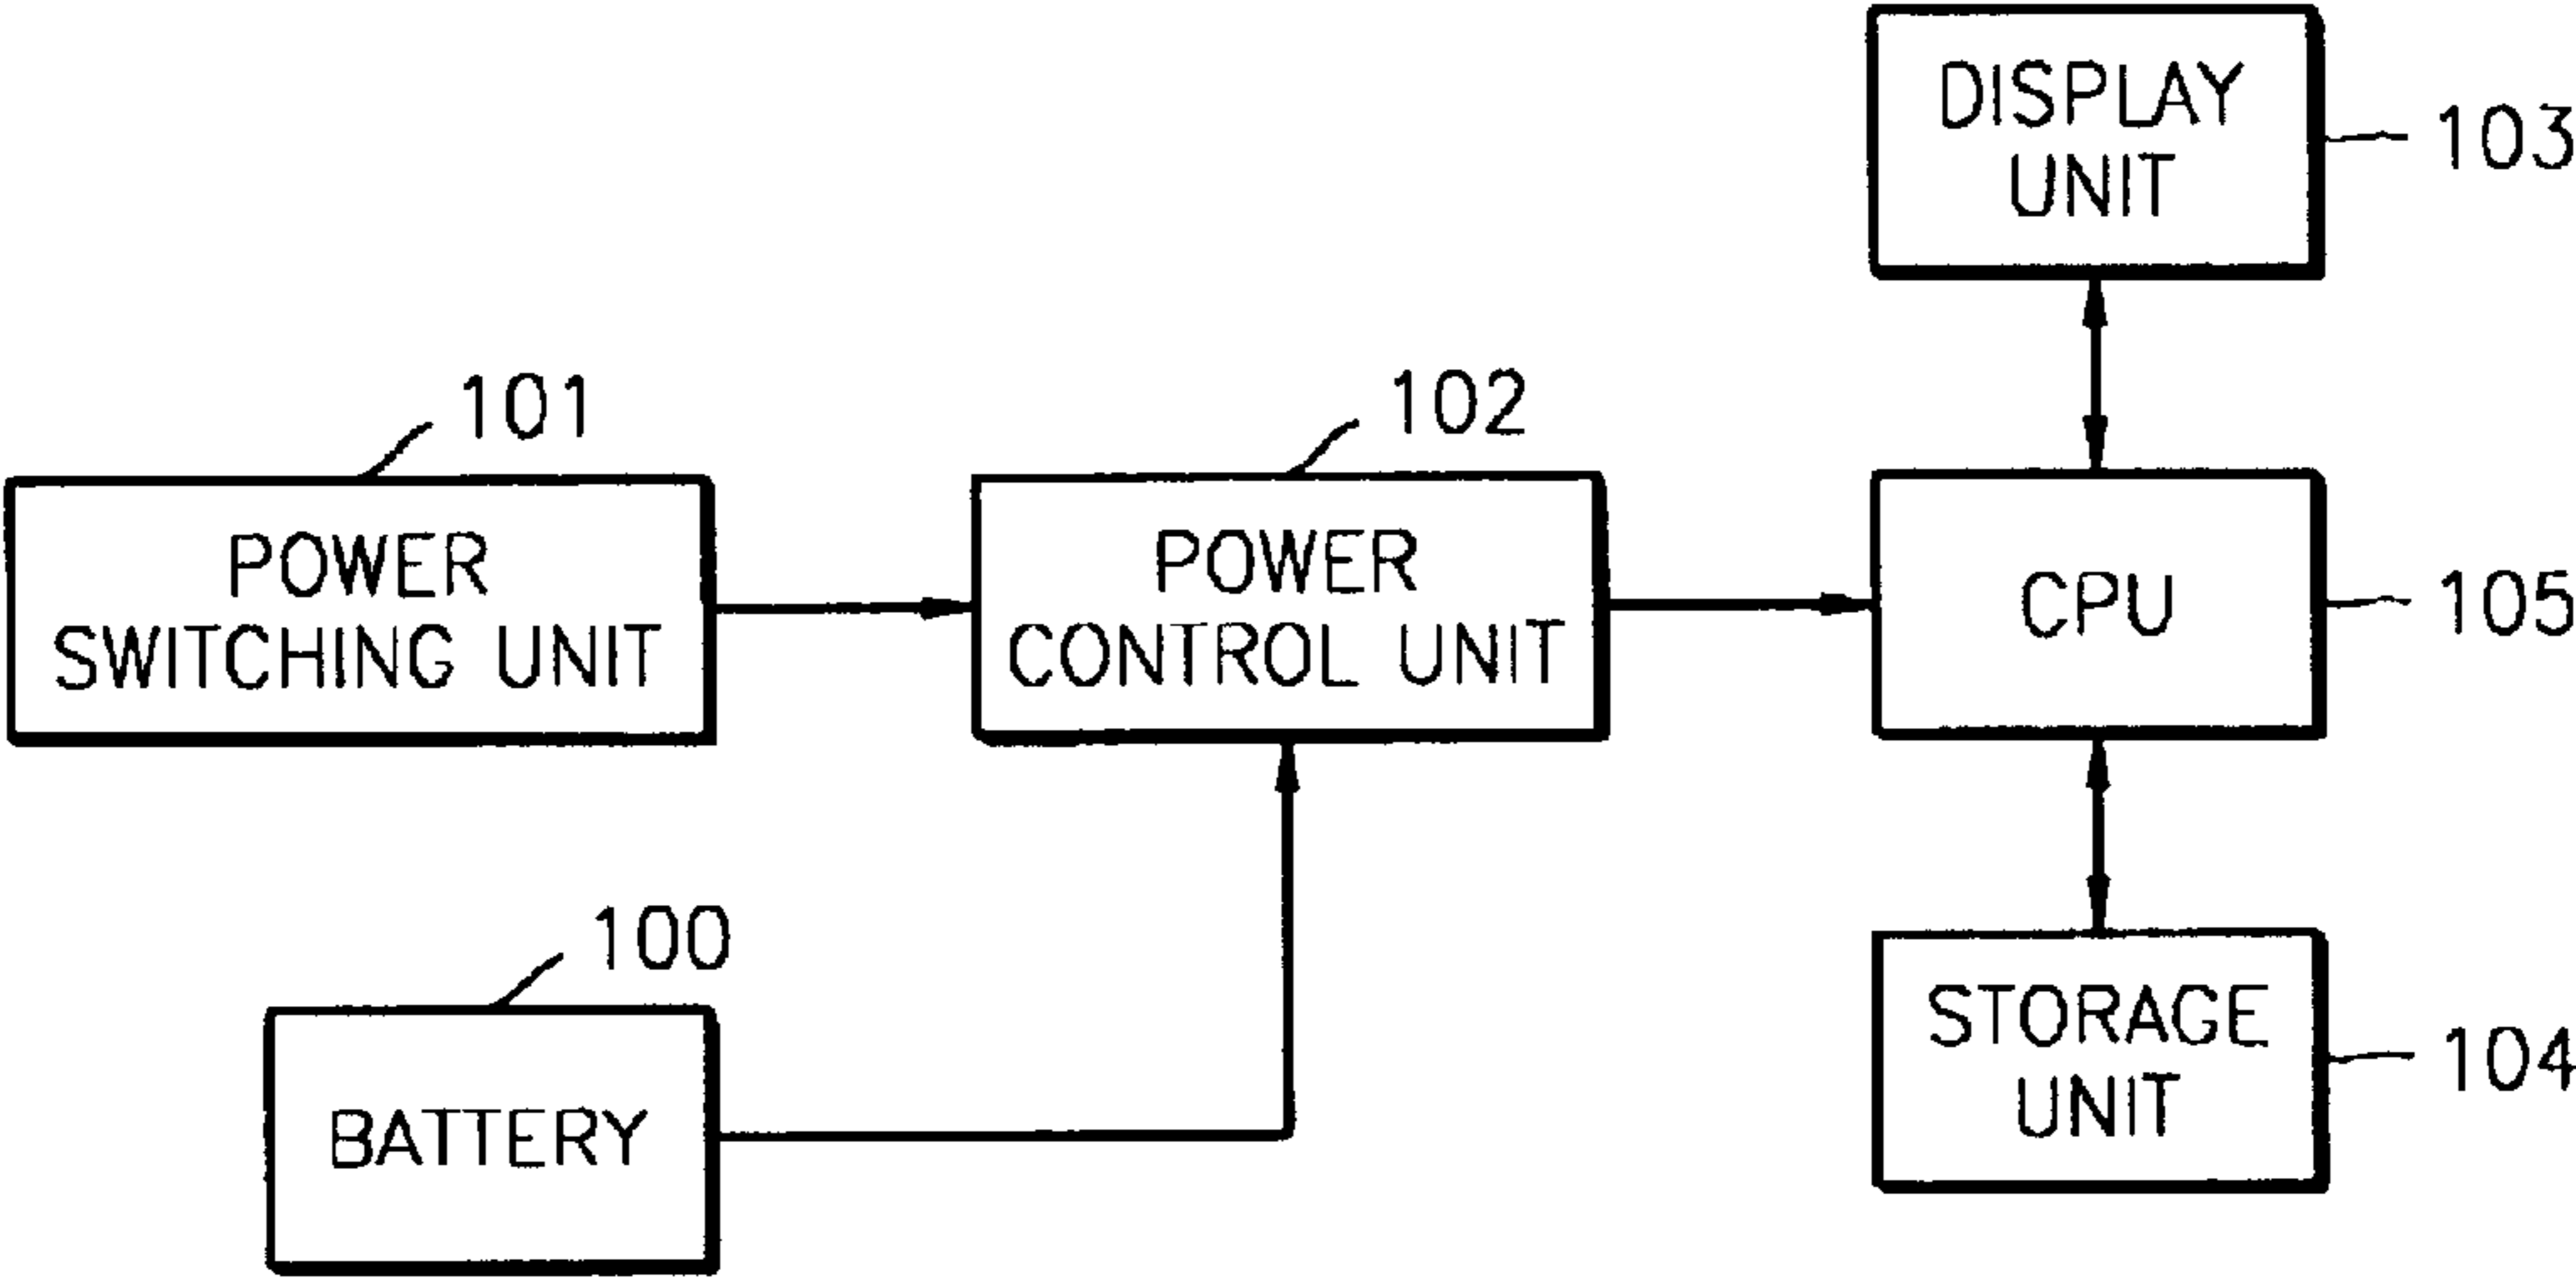 DISPLAY
UNIT
103
101
102
POWER
SWITCHING UNIT
POWER
CONTROL UNIT
CPU
105
100
BATTERY
STORAGE
UNIT
104